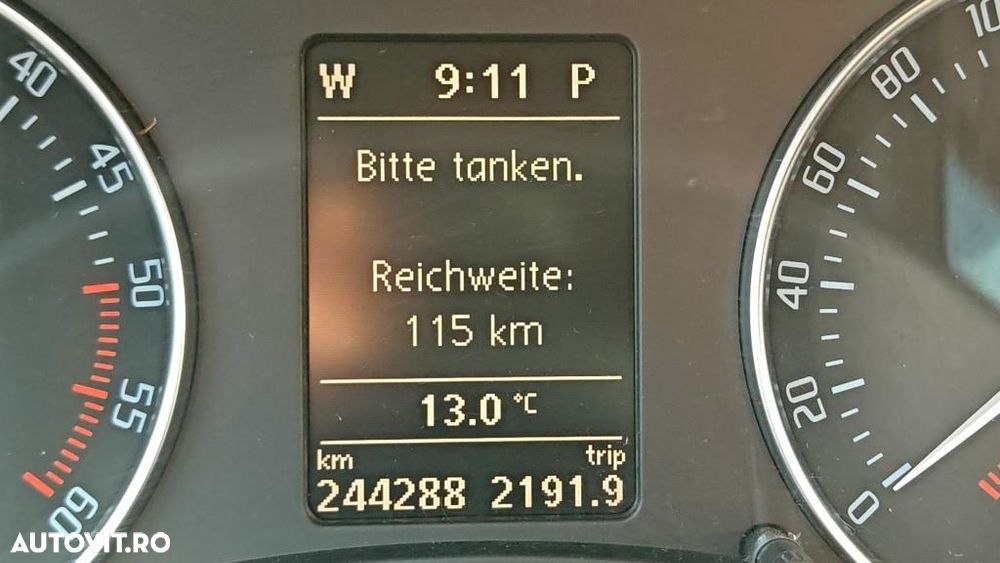 40
45
50
55
60
W 9:11 P
Bitte tanken.
Reichweite:
115 km
13.0 °C
km trip
244288 2191.9
80
60
40
20
0
AUTOVIT.RO